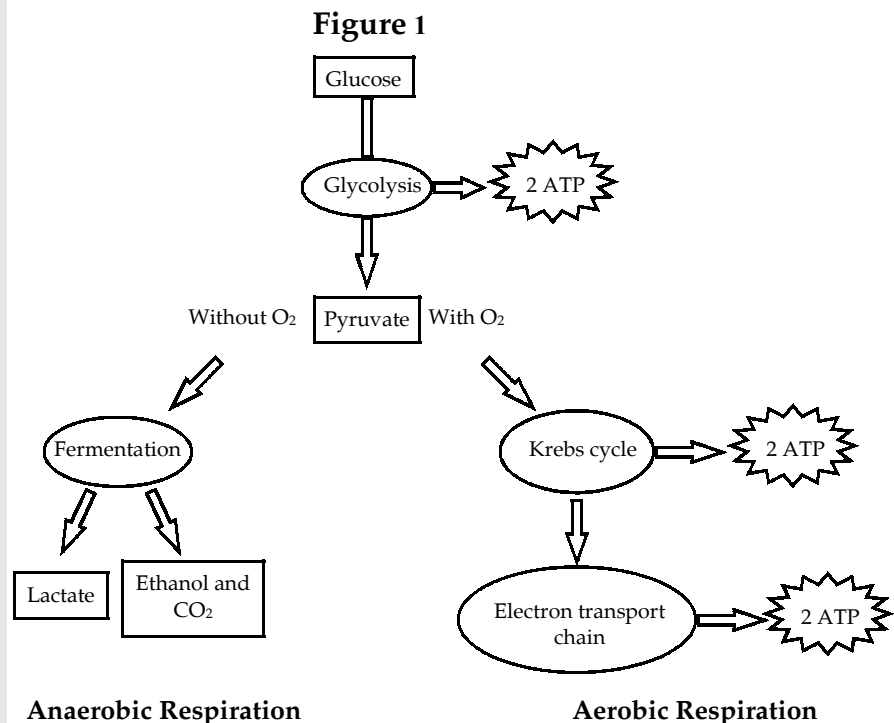 Figure 1
Glucose
Glycolysis
2 ATP
Without O₂
Pyruvate
With O₂
Fermentation
Krebs cycle
2 ATP
Lactate
Ethanol and
CO₂
Electron transport
chain
2 ATP
Anaerobic Respiration
Aerobic Respiration